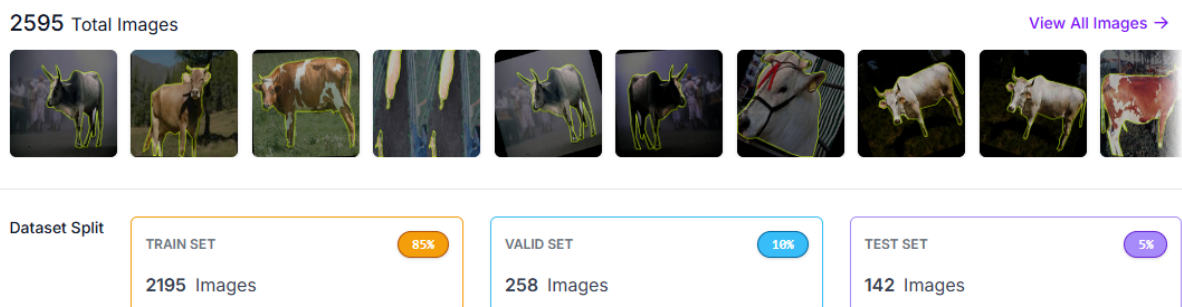 2595 Total Images
View All Images →
Dataset Split
TRAIN SET
85%
2195 Images
VALID SET
10%
258 Images
TEST SET
5%
142 Images